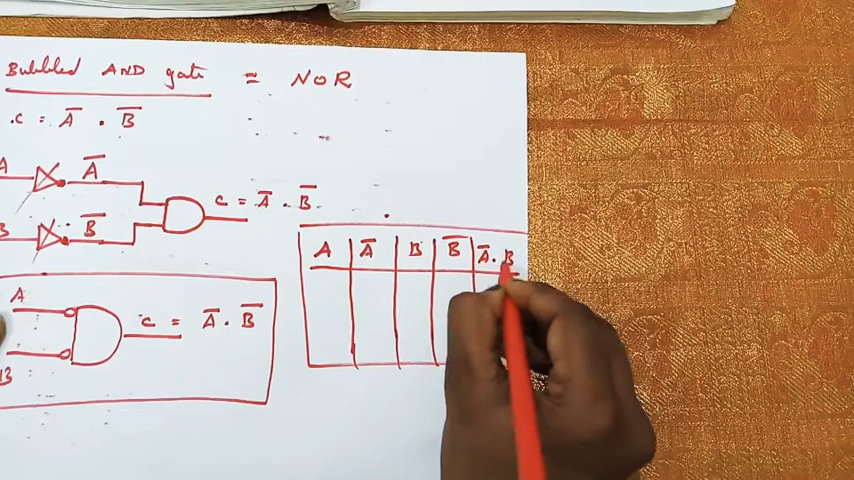 Bubbled AND gate = NOR
C = A̅ . B̅
A A̅
B B̅
C = A̅ . B̅
A A̅ B B̅ A̅.B
A
B
C = A̅ . B̅